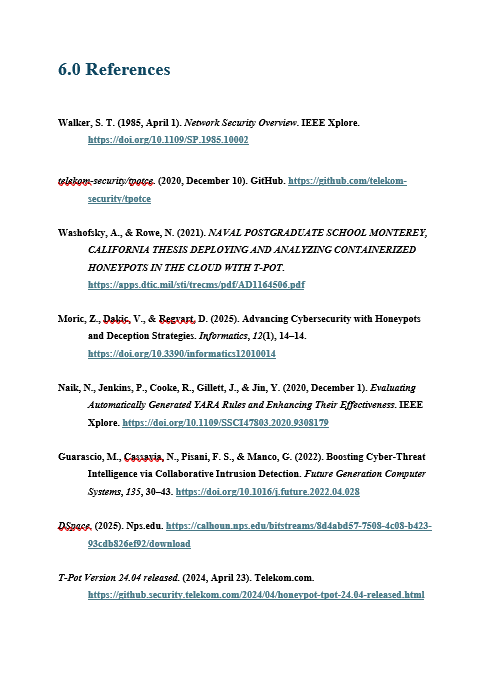 6.0 References
Walker, S. T. (1985, April 1). Network Security Overview. IEEE Xplore.
https://doi.org/10.1109/SP.1985.10002
telekom-security/tpotce. (2020, December 10). GitHub. https://github.com/telekom-
security/tpotce
Washofsky, A., & Rowe, N. (2021). NAVAL POSTGRADUATE SCHOOL MONTEREY,
CALIFORNIA THESIS DEPLOYING AND ANALYZING CONTAINERIZED
HONEYPOTS IN THE CLOUD WITH T-POT.
https://apps.dtic.mil/sti/trecms/pdf/AD1164506.pdf
Moric, Z., Dakic, V., & Regvart, D. (2025). Advancing Cybersecurity with Honeypots
and Deception Strategies. Informatics, 12(1), 14–14.
https://doi.org/10.3390/informatics12010014
Naik, N., Jenkins, P., Cooke, R., Gillett, J., & Jin, Y. (2020, December 1). Evaluating
Automatically Generated YARA Rules and Enhancing Their Effectiveness. IEEE
Xplore. https://doi.org/10.1109/SSCI47803.2020.9308179
Guarascio, M., Cassavia, N., Pisani, F. S., & Manco, G. (2022). Boosting Cyber-Threat
Intelligence via Collaborative Intrusion Detection. Future Generation Computer
Systems, 135, 30–43. https://doi.org/10.1016/j.future.2022.04.028
DSpace. (2025). Nps.edu. https://calhoun.nps.edu/bitstreams/8d4abd57-7508-4c08-b423-
93cdb826ef92/download
T-Pot Version 24.04 released. (2024, April 23). Telekom.com.
https://github.security.telekom.com/2024/04/honeypot-tpot-24.04-released.html